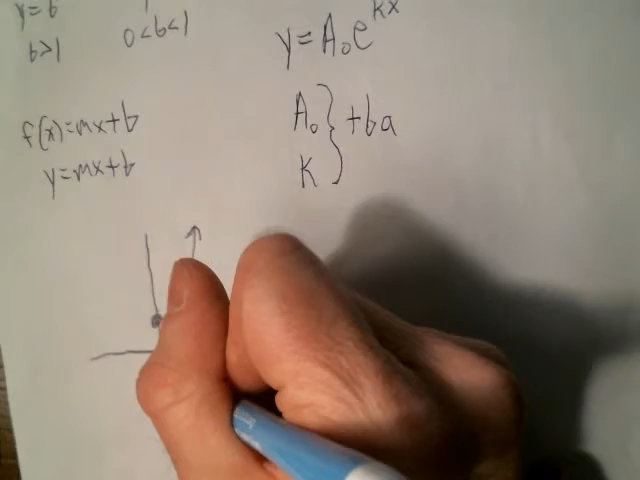 y=b
b>1
0<b<1
y=A₀e^kx
f(x)=mx+b
y=mx+b
A₀
K
} tba